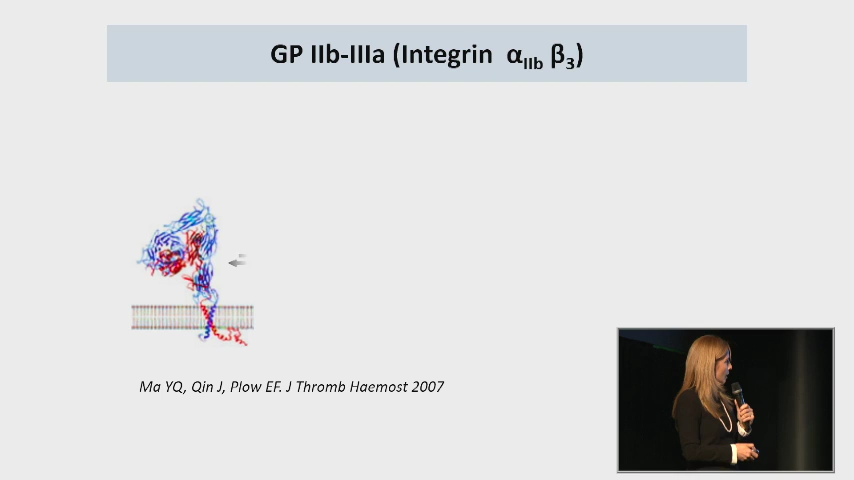 GP IIb-IIIa (Integrin αIIb β3)
Ma YQ, Qin J, Plow EF. J Thromb Haemost 2007